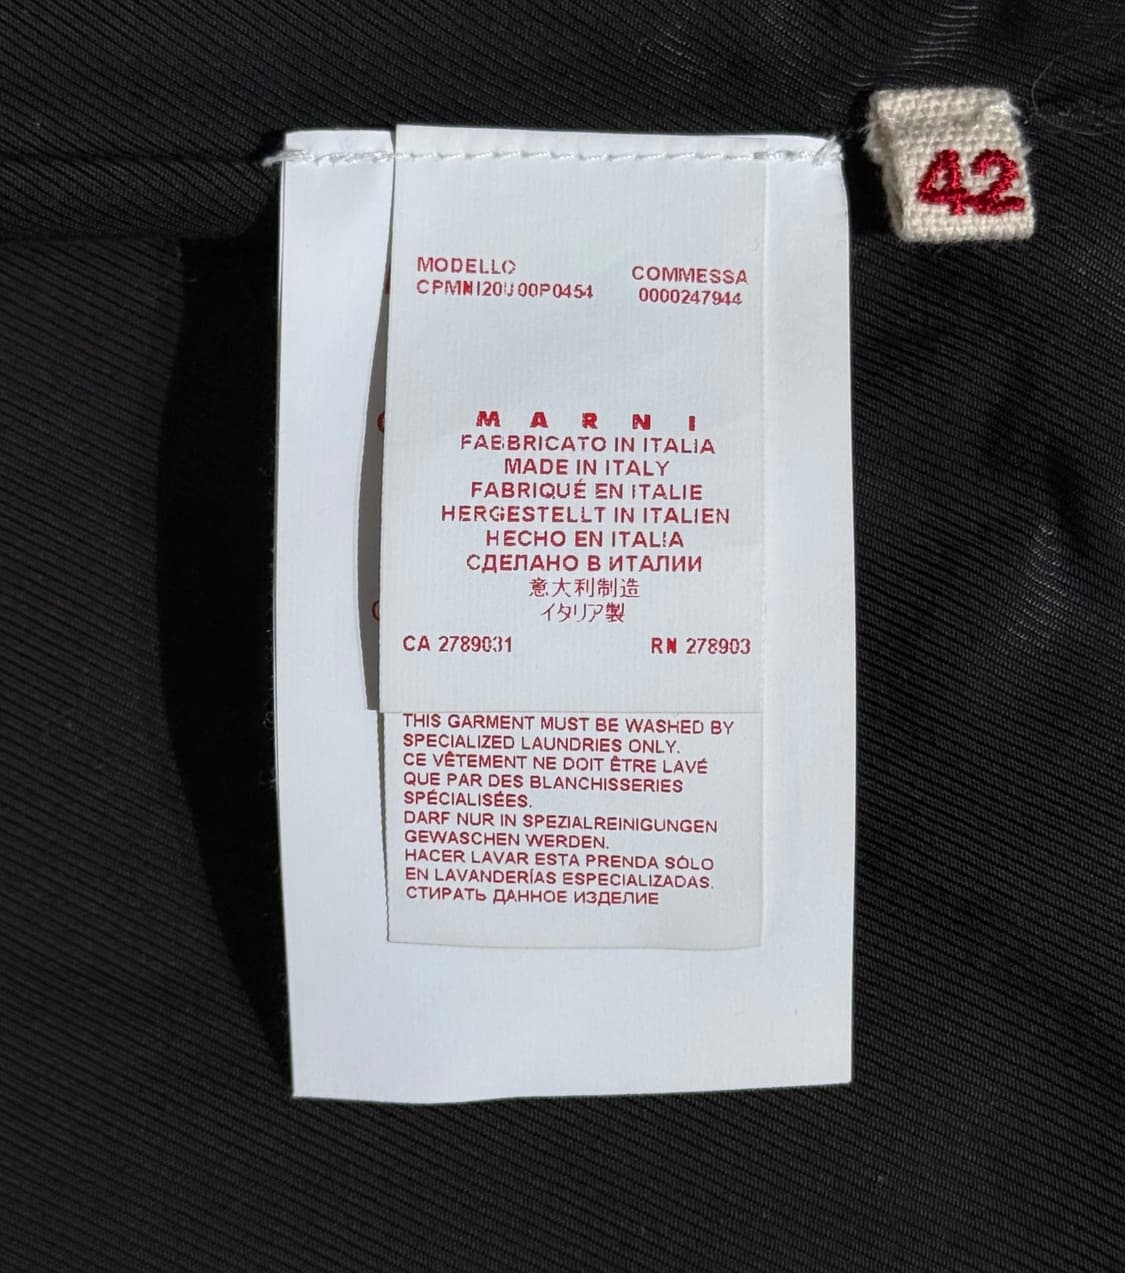 42
MODELLO COMMESSA
CPMNI20U00P0454 0000247944
MARNI
FABBRICATO IN ITALIA
MADE IN ITALY
FABRIQUÉ EN ITALIE
HERGESTELLT IN ITALIEN
HECHO EN ITALIA
СДЕЛАНО В ИТАЛИИ
意大利制造
イタリア製
CA 2789031 RN 278903
THIS GARMENT MUST BE WASHED BY
SPECIALIZED LAUNDRIES ONLY.
CE VÊTEMENT NE DOIT ÊTRE LAVÉ
QUE PAR DES BLANCHISSERIES
SPÉCIALISÉES.
DARF NUR IN SPEZIALREINIGUNGEN
GEWASCHEN WERDEN.
HACER LAVAR ESTA PRENDA SÓLO
EN LAVANDERÍAS ESPECIALIZADAS.
СТИРАТЬ ДАННОЕ ИЗДЕЛИЕ